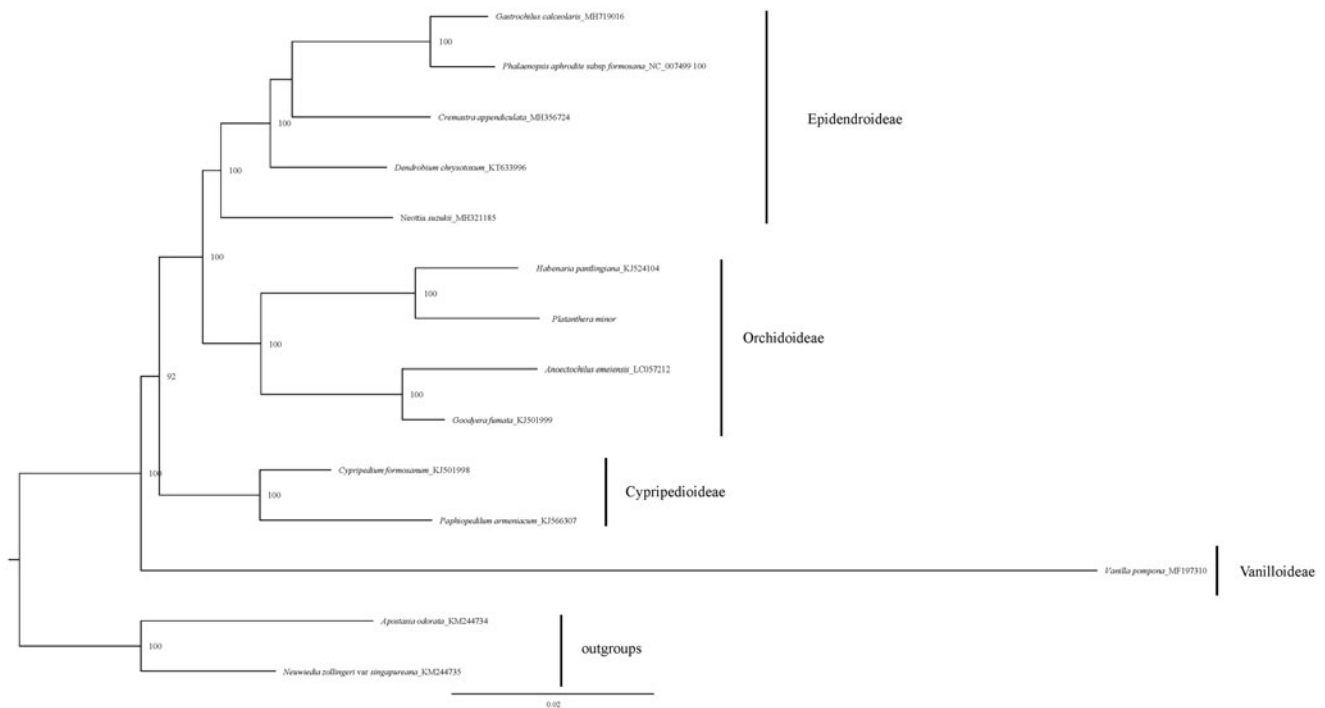 Gastrochilus calceolaris_MH719016
100
Phalaenopsis aphrodite subsp formosana_NC_007499 100
Cremastra appendiculata_MH356724
Epidendroideae
100
Dendrobium chrysotoxum_KT633996
100
Neottia suzukii_MH321185
100
Habenaria pantlingiana_KJ524104
100
Platanthera minor
Orchidoideae
100
Anoectochilus emeiensis_LC057212
92
100
Goodyera fumata_KJ501999
Cypripedium formosanum_KJ501998
100
100
Cypripedioideae
Paphiopedilum armeniacum_KJ566307
Vanilla pompona_MF197310
Vanilloideae
Apostasia odorata_KM244734
100
outgroups
Neuwiedia zollingeri var singapureana_KM244735
0.02